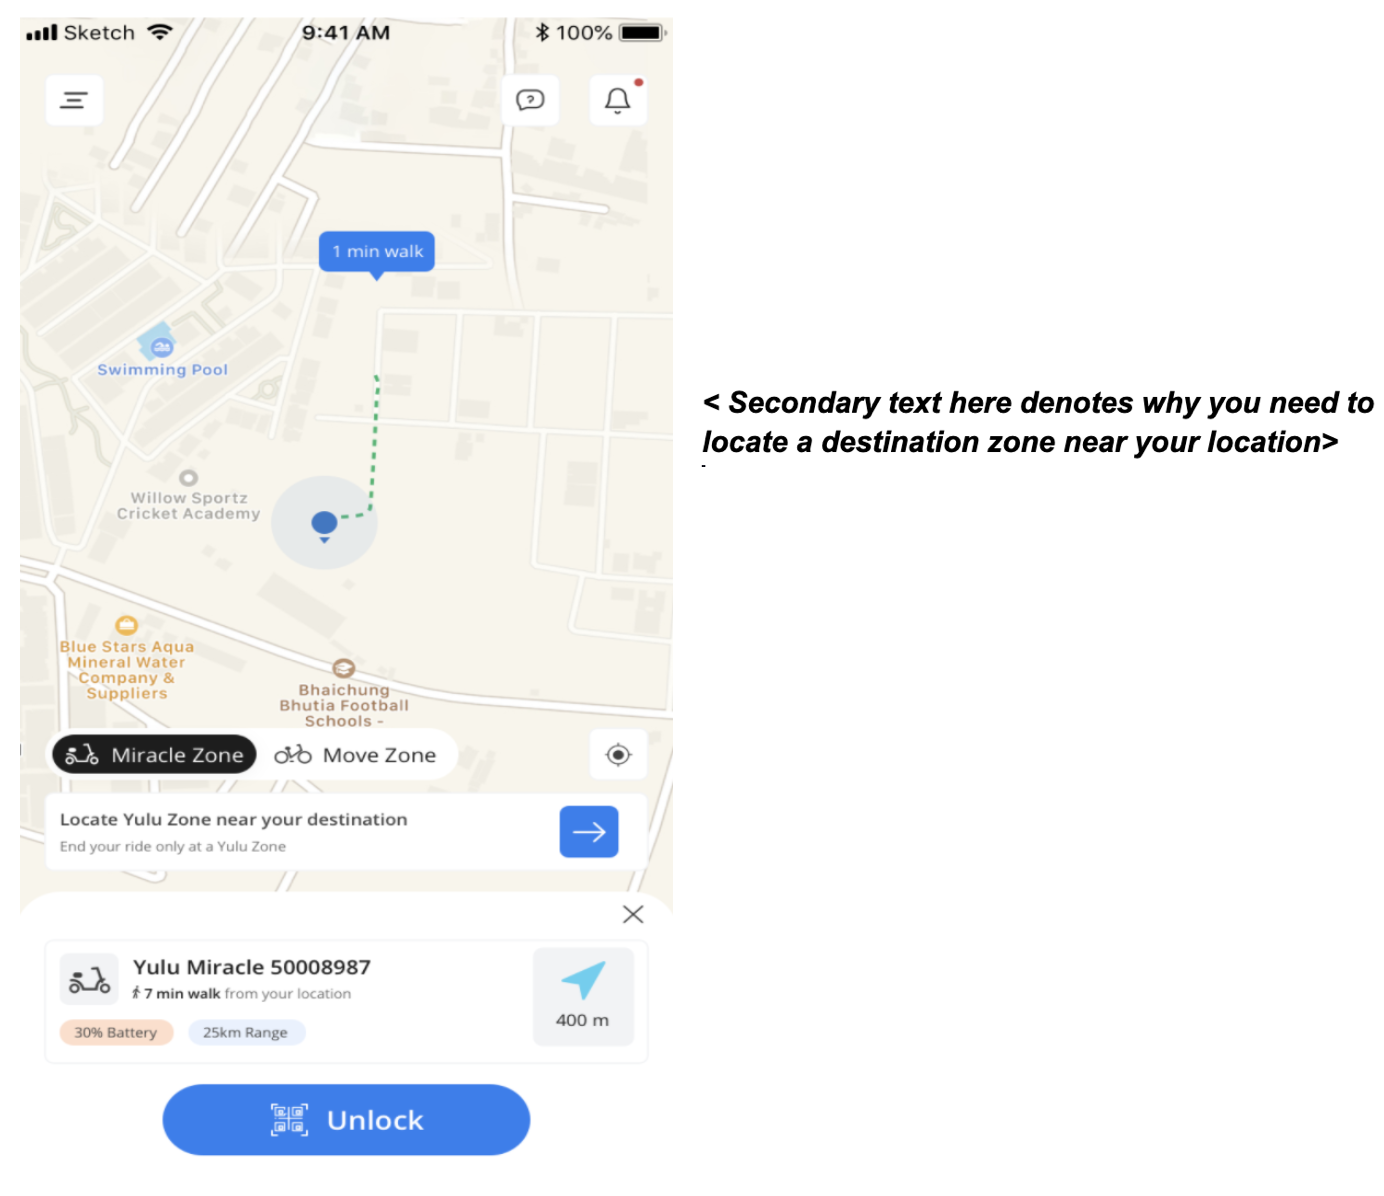 Sketch 9:41 AM 100%
1 min walk
Swimming Pool
< Secondary text here denotes why you need to
locate a destination zone near your location>
.
Willow Sportz
Cricket Academy
Blue Stars Aqua
Mineral Water
Company &
Suppliers
Bhaichung
Bhutia Football
Schools -
Miracle Zone Move Zone
Locate Yulu Zone near your destination
End your ride only at a Yulu Zone
Yulu Miracle 50008987
7 min walk from your location
400 m
30% Battery 25km Range
Unlock